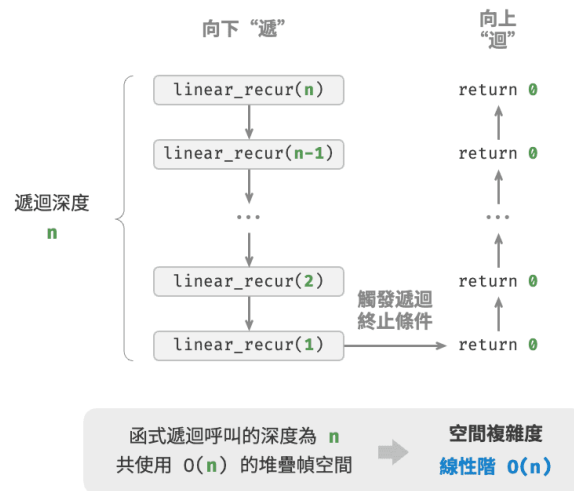 向下“遞”
向上
“迴”
linear_recur(n)
return 0
linear_recur(n-1)
return 0
遞迴深度
n
...
...
linear_recur(2)
return 0
觸發遞迴
終止條件
linear_recur(1)
return 0
函式遞迴呼叫的深度為 n
共使用 O(n) 的堆疊幀空間
空間複雜度
線性階 O(n)